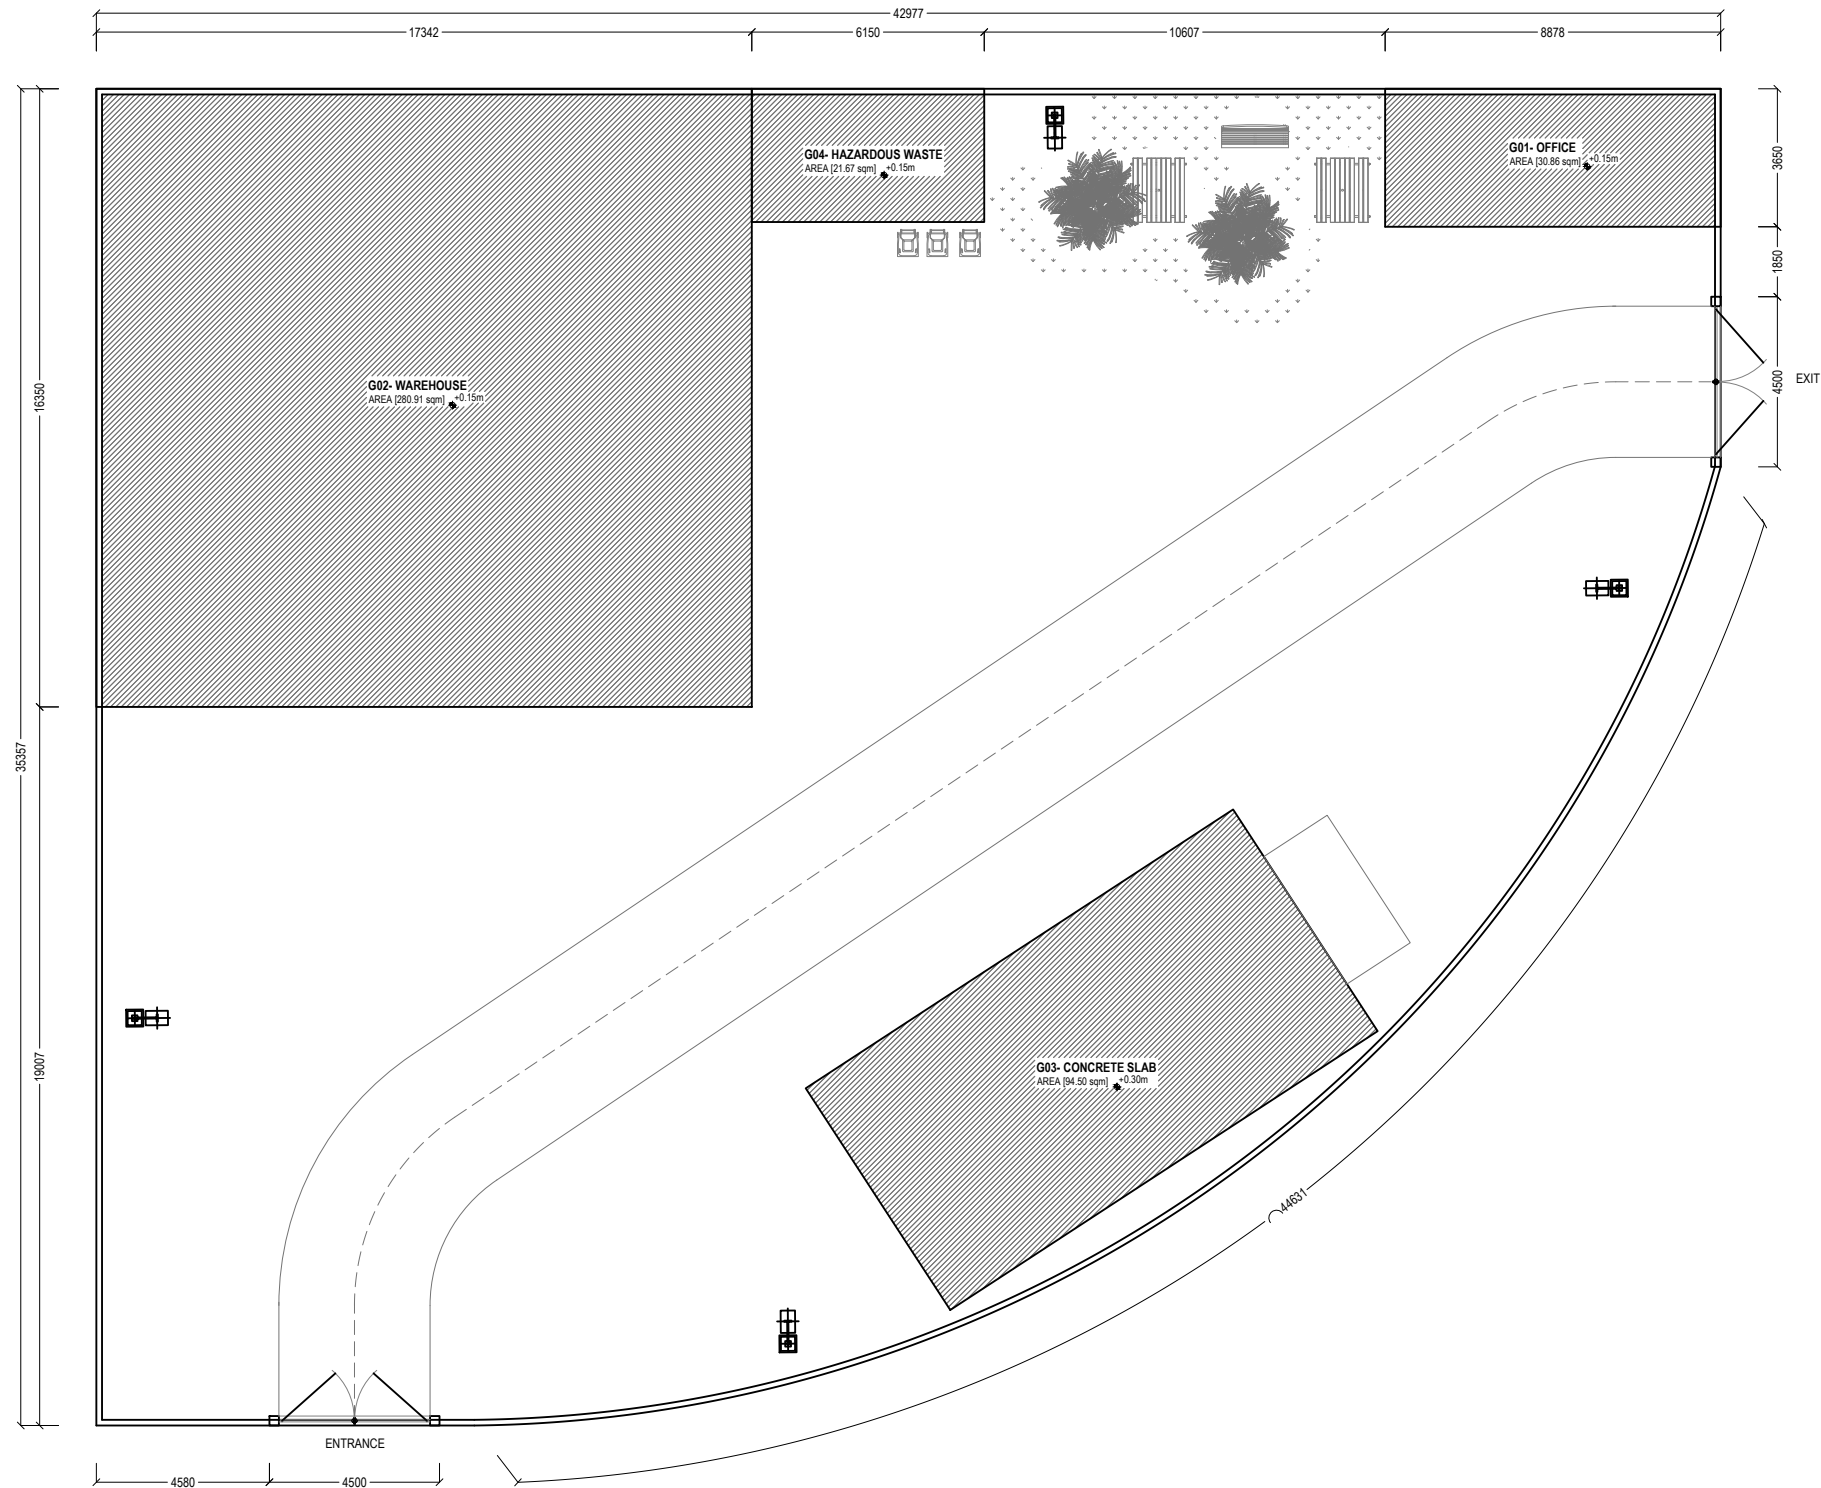 42977
17342
6150
10607
8878
G04- HAZARDOUS WASTE
AREA [21.67 sqm] +0.15m
G01- OFFICE
AREA [30.86 sqm] +0.15m
3650
1850
4500
EXIT
G02- WAREHOUSE
AREA [280.91 sqm] +0.15m
16350
35357
19007
G03- CONCRETE SLAB
AREA [94.50 sqm] +0.30m
44631
ENTRANCE
4580
4500